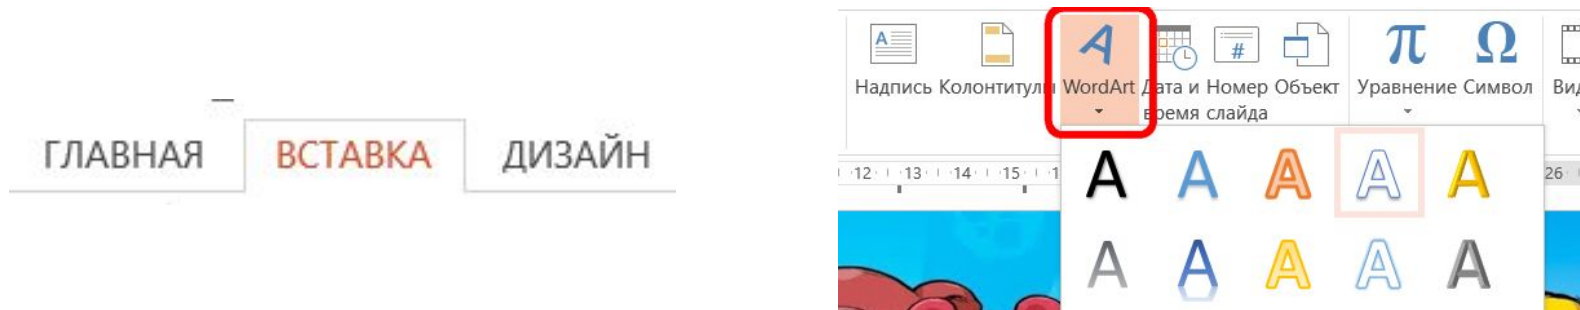 ГЛАВНАЯ ВСТАВКА ДИЗАЙН
A # π Ω
Надпись Колонтитулы WordArt Дата и Номер Объект Уравнение Символ
время слайда
12 13 14 15 26
A A A A A
A A A A A